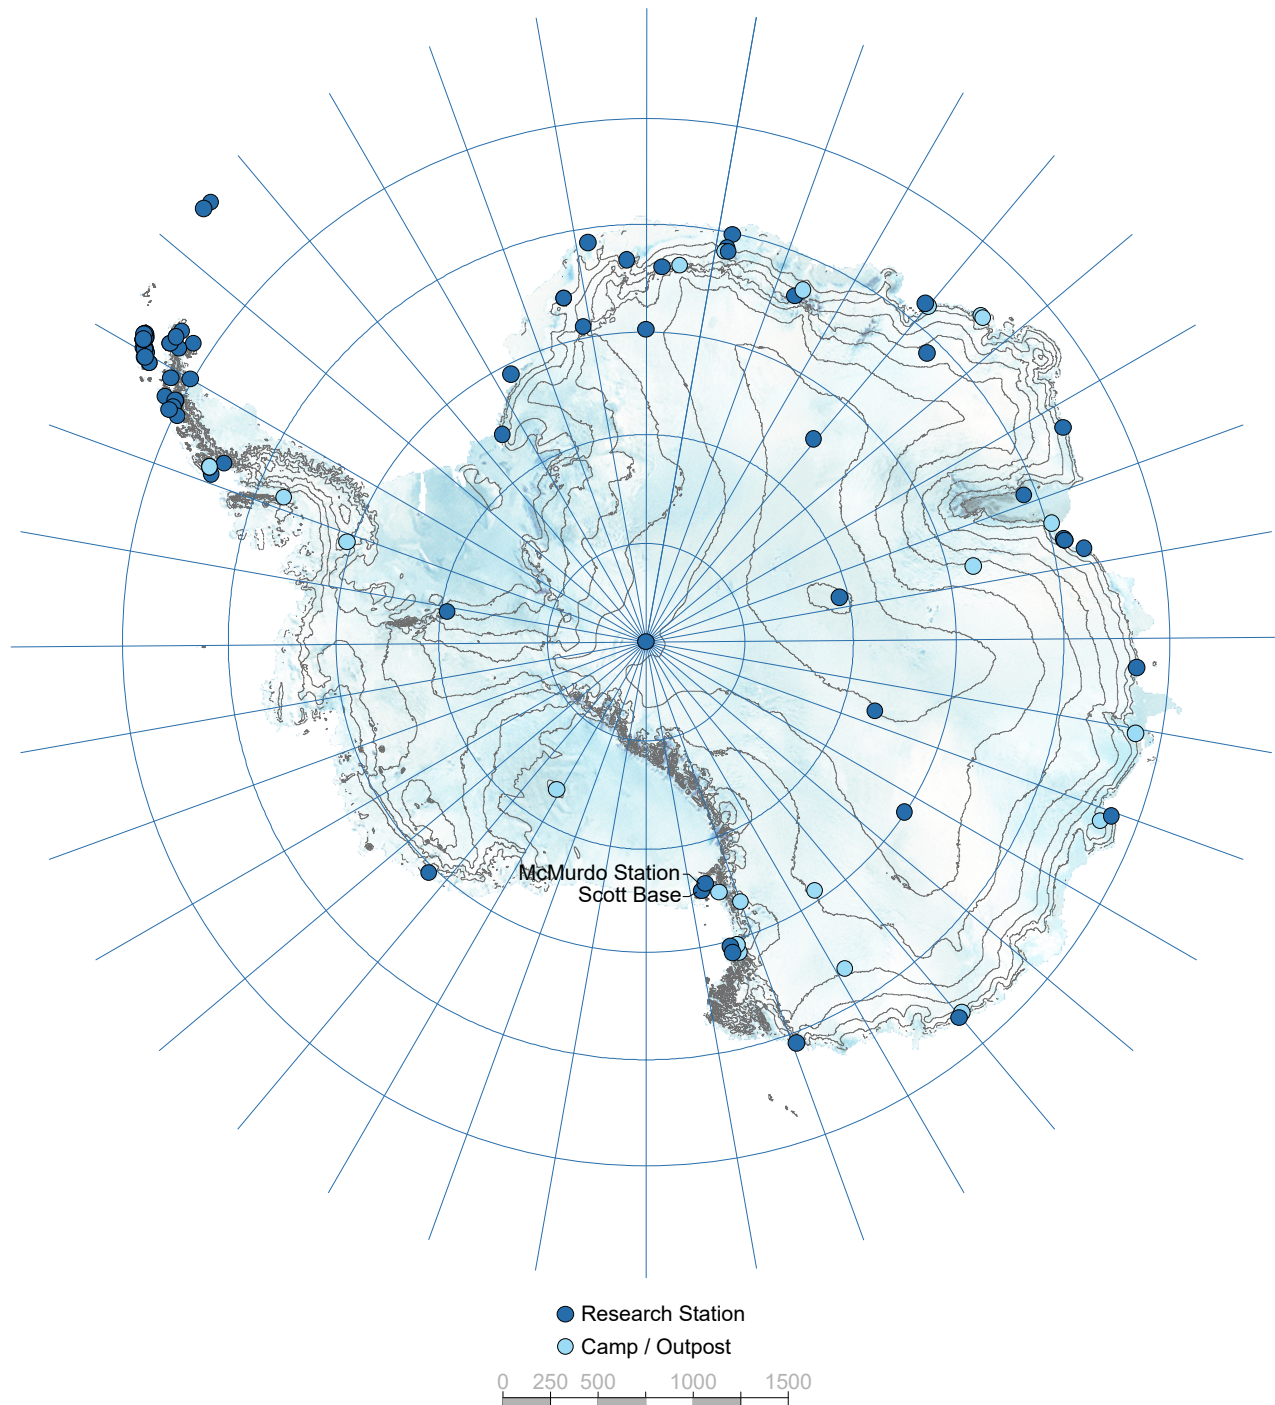 McMurdo Station
Scott Base
Research Station
Camp / Outpost
0 250 500 1000 1500